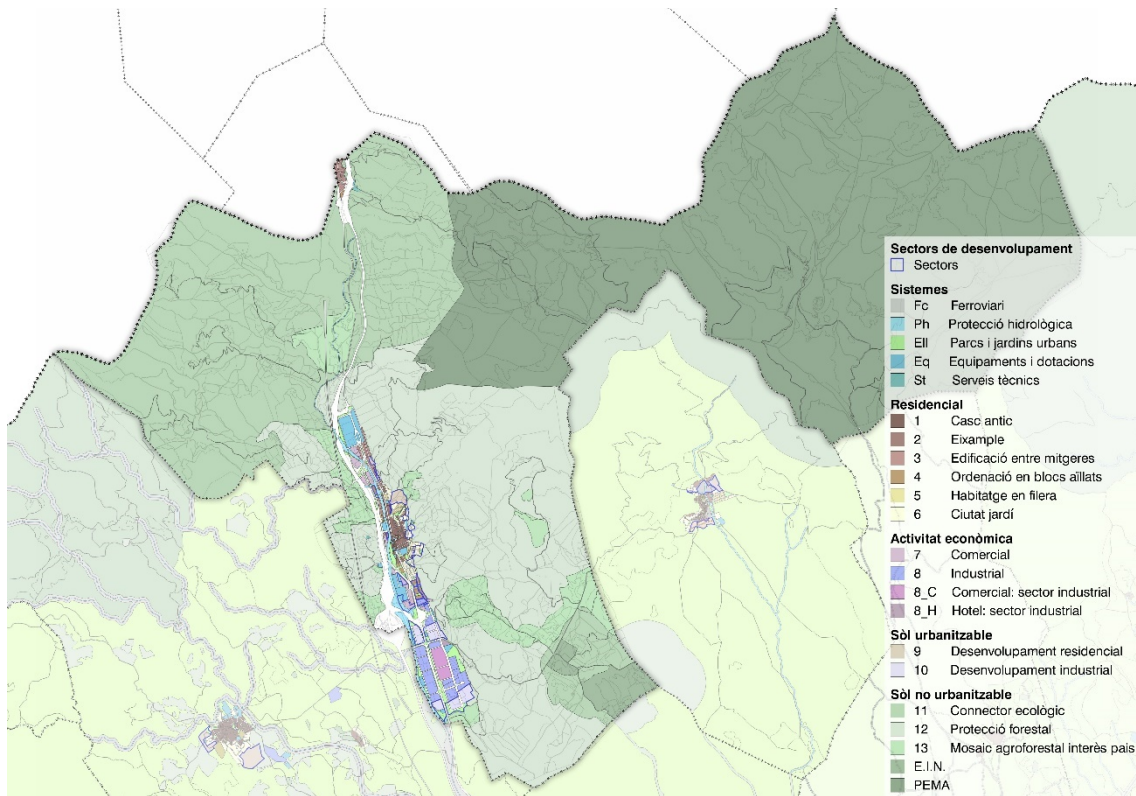 Sectors de desenvolupament
Sectors
Sistemes
Fc Ferroviari
Ph Protecció hidrològica
Ell Parcs i jardins urbans
Eq Equipaments i dotacions
St Serveis tècnics
Residencial
1 Casc antic
2 Eixample
3 Edificació entre mitgeres
4 Ordenació en blocs aïllats
5 Habitatge en filera
6 Ciutat jardí
Activitat econòmica
7 Comercial
8 Industrial
8_C Comercial: sector industrial
8_H Hotel: sector industrial
Sòl urbanitzable
9 Desenvolupament residencial
10 Desenvolupament industrial
Sòl no urbanitzable
11 Connector ecològic
12 Protecció forestal
13 Mosaic agroforestal interès pais
E.I.N.
PEMA